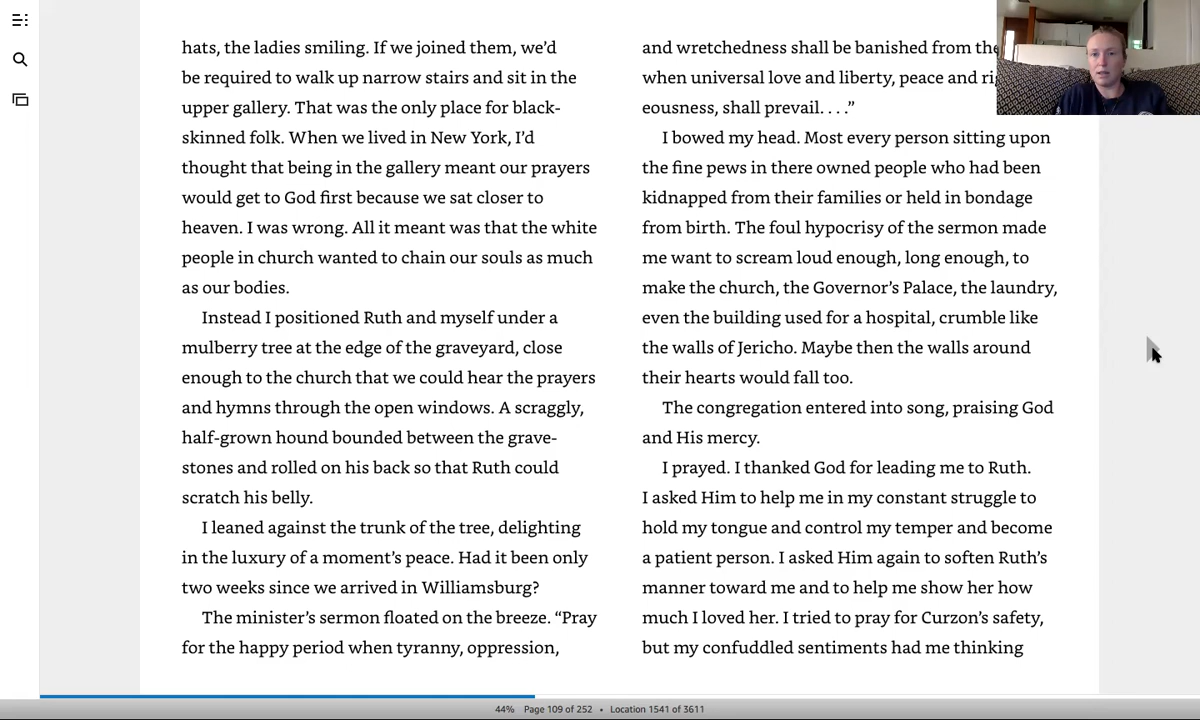 hats, the ladies smiling. If we joined them, we’d
be required to walk up narrow stairs and sit in the
upper gallery. That was the only place for black-
skinned folk. When we lived in New York, I’d
thought that being in the gallery meant our prayers
would get to God first because we sat closer to
heaven. I was wrong. All it meant was that the white
people in church wanted to chain our souls as much
as our bodies.
Instead I positioned Ruth and myself under a
mulberry tree at the edge of the graveyard, close
enough to the church that we could hear the prayers
and hymns through the open windows. A scraggly,
half-grown hound bounded between the grave-
stones and rolled on his back so that Ruth could
scratch his belly.
I leaned against the trunk of the tree, delighting
in the luxury of a moment’s peace. Had it been only
two weeks since we arrived in Williamsburg?
The minister’s sermon floated on the breeze. “Pray
for the happy period when tyranny, oppression,
and wretchedness shall be banished from the
when universal love and liberty, peace and
eousness, shall prevail. . . .”
I bowed my head. Most every person sitting upon
the fine pews in there owned people who had been
kidnapped from their families or held in bondage
from birth. The foul hypocrisy of the sermon made
me want to scream loud enough, long enough, to
make the church, the Governor’s Palace, the laundry,
even the building used for a hospital, crumble like
the walls of Jericho. Maybe then the walls around
their hearts would fall too.
The congregation entered into song, praising God
and His mercy.
I prayed. I thanked God for leading me to Ruth.
I asked Him to help me in my constant struggle to
hold my tongue and control my temper and become
a patient person. I asked Him again to soften Ruth’s
manner toward me and to help me show her how
much I loved her. I tried to pray for Curzon’s safety,
but my confuddled sentiments had me thinking
44% Page 109 of 252 • Location 1541 of 3611